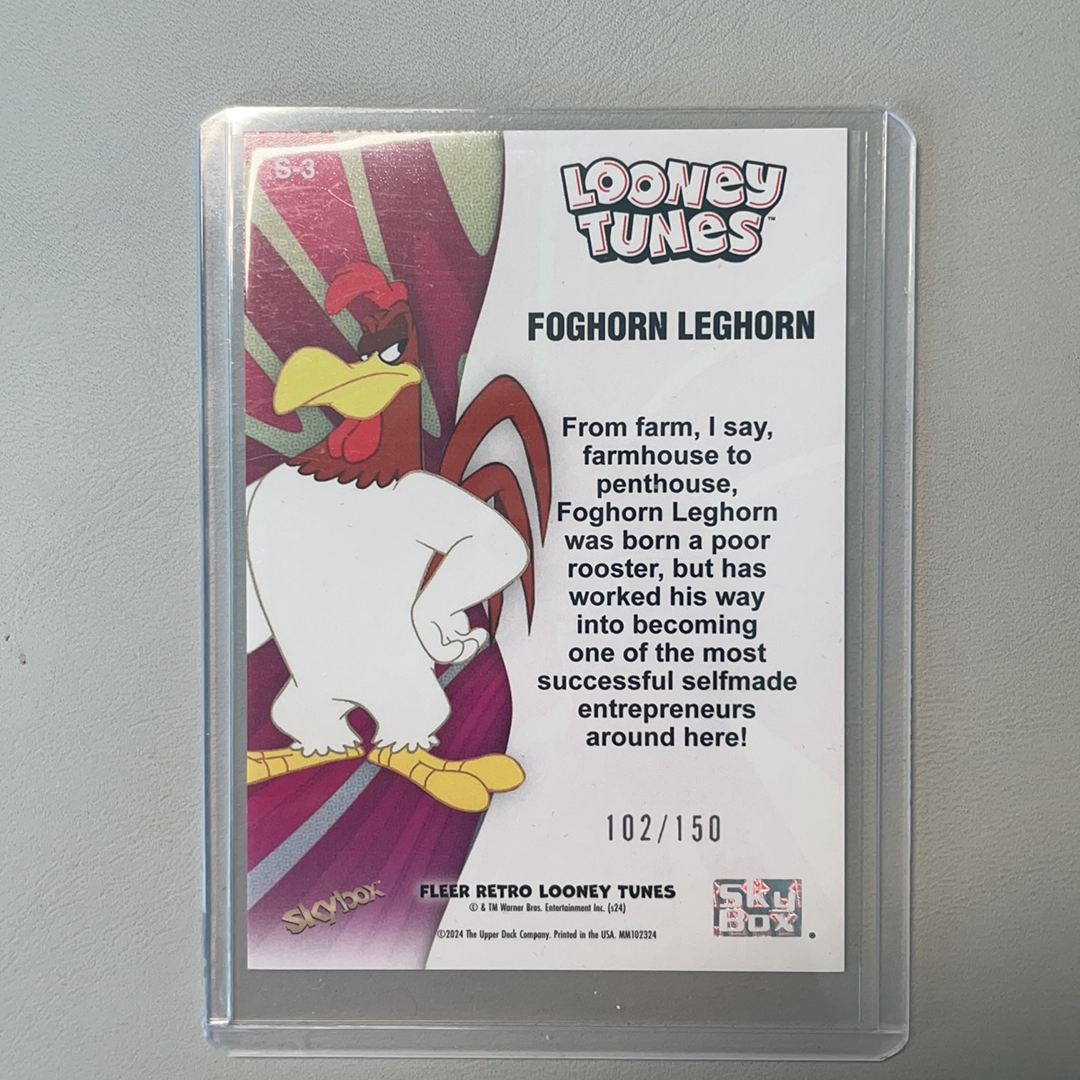 S-3
LOONEY
TUNES™
FOGHORN LEGHORN
From farm, I say,
farmhouse to
penthouse,
Foghorn Leghorn
was born a poor
rooster, but has
worked his way
into becoming
one of the most
successful selfmade
entrepreneurs
around here!
102/150
Skybox
FLEER RETRO LOONEY TUNES
© & TM Warner Bros. Entertainment Inc. (s24)
©2024 The Upper Deck Company. Printed in the USA. MM102324
Sky
Box